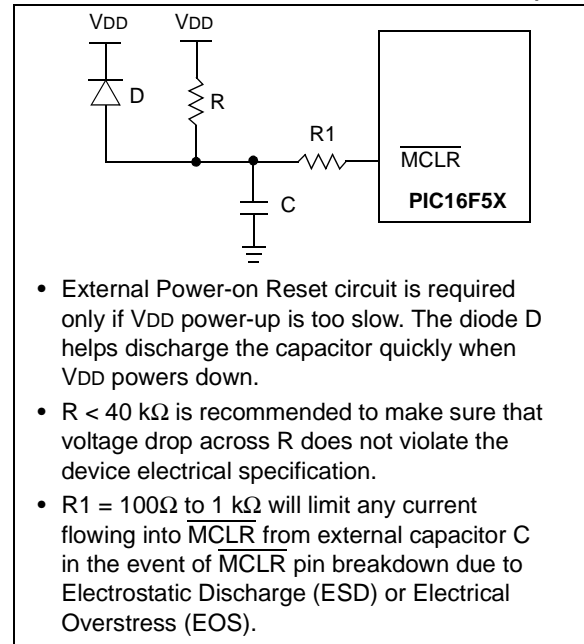 VDD VDD
D
R
R1
MCLR
PIC16F5X
C
• External Power-on Reset circuit is required
only if VDD power-up is too slow. The diode D
helps discharge the capacitor quickly when
VDD powers down.
• R < 40 kΩ is recommended to make sure that
voltage drop across R does not violate the
device electrical specification.
• R1 = 100Ω to 1 kΩ will limit any current
flowing into MCLR from external capacitor C
in the event of MCLR pin breakdown due to
Electrostatic Discharge (ESD) or Electrical
Overstress (EOS).